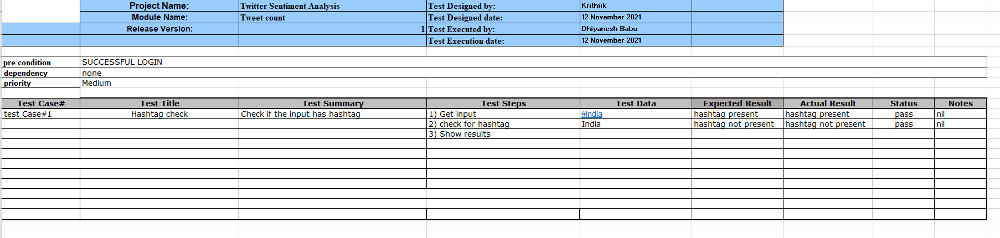 Project Name: Twitter Sentiment Analysis Test Designed by: Krithiik
Module Name: Tweet count Test Designed date: 12 November 2021
Release Version: 1 Test Executed by: Dhiyanesh Babu
Test Execution date: 12 November 2021
pre condition SUCCESSFUL LOGIN
dependency none
priority Medium
Test Case# Test Title Test Summary Test Steps Test Data Expected Result Actual Result Status Notes
test Case#1 Hashtag check Check if the input has hashtag 1) Get input #India hashtag present hashtag present pass nil
2) check for hashtag India hashtag not present hashtag not present pass nil
3) Show results